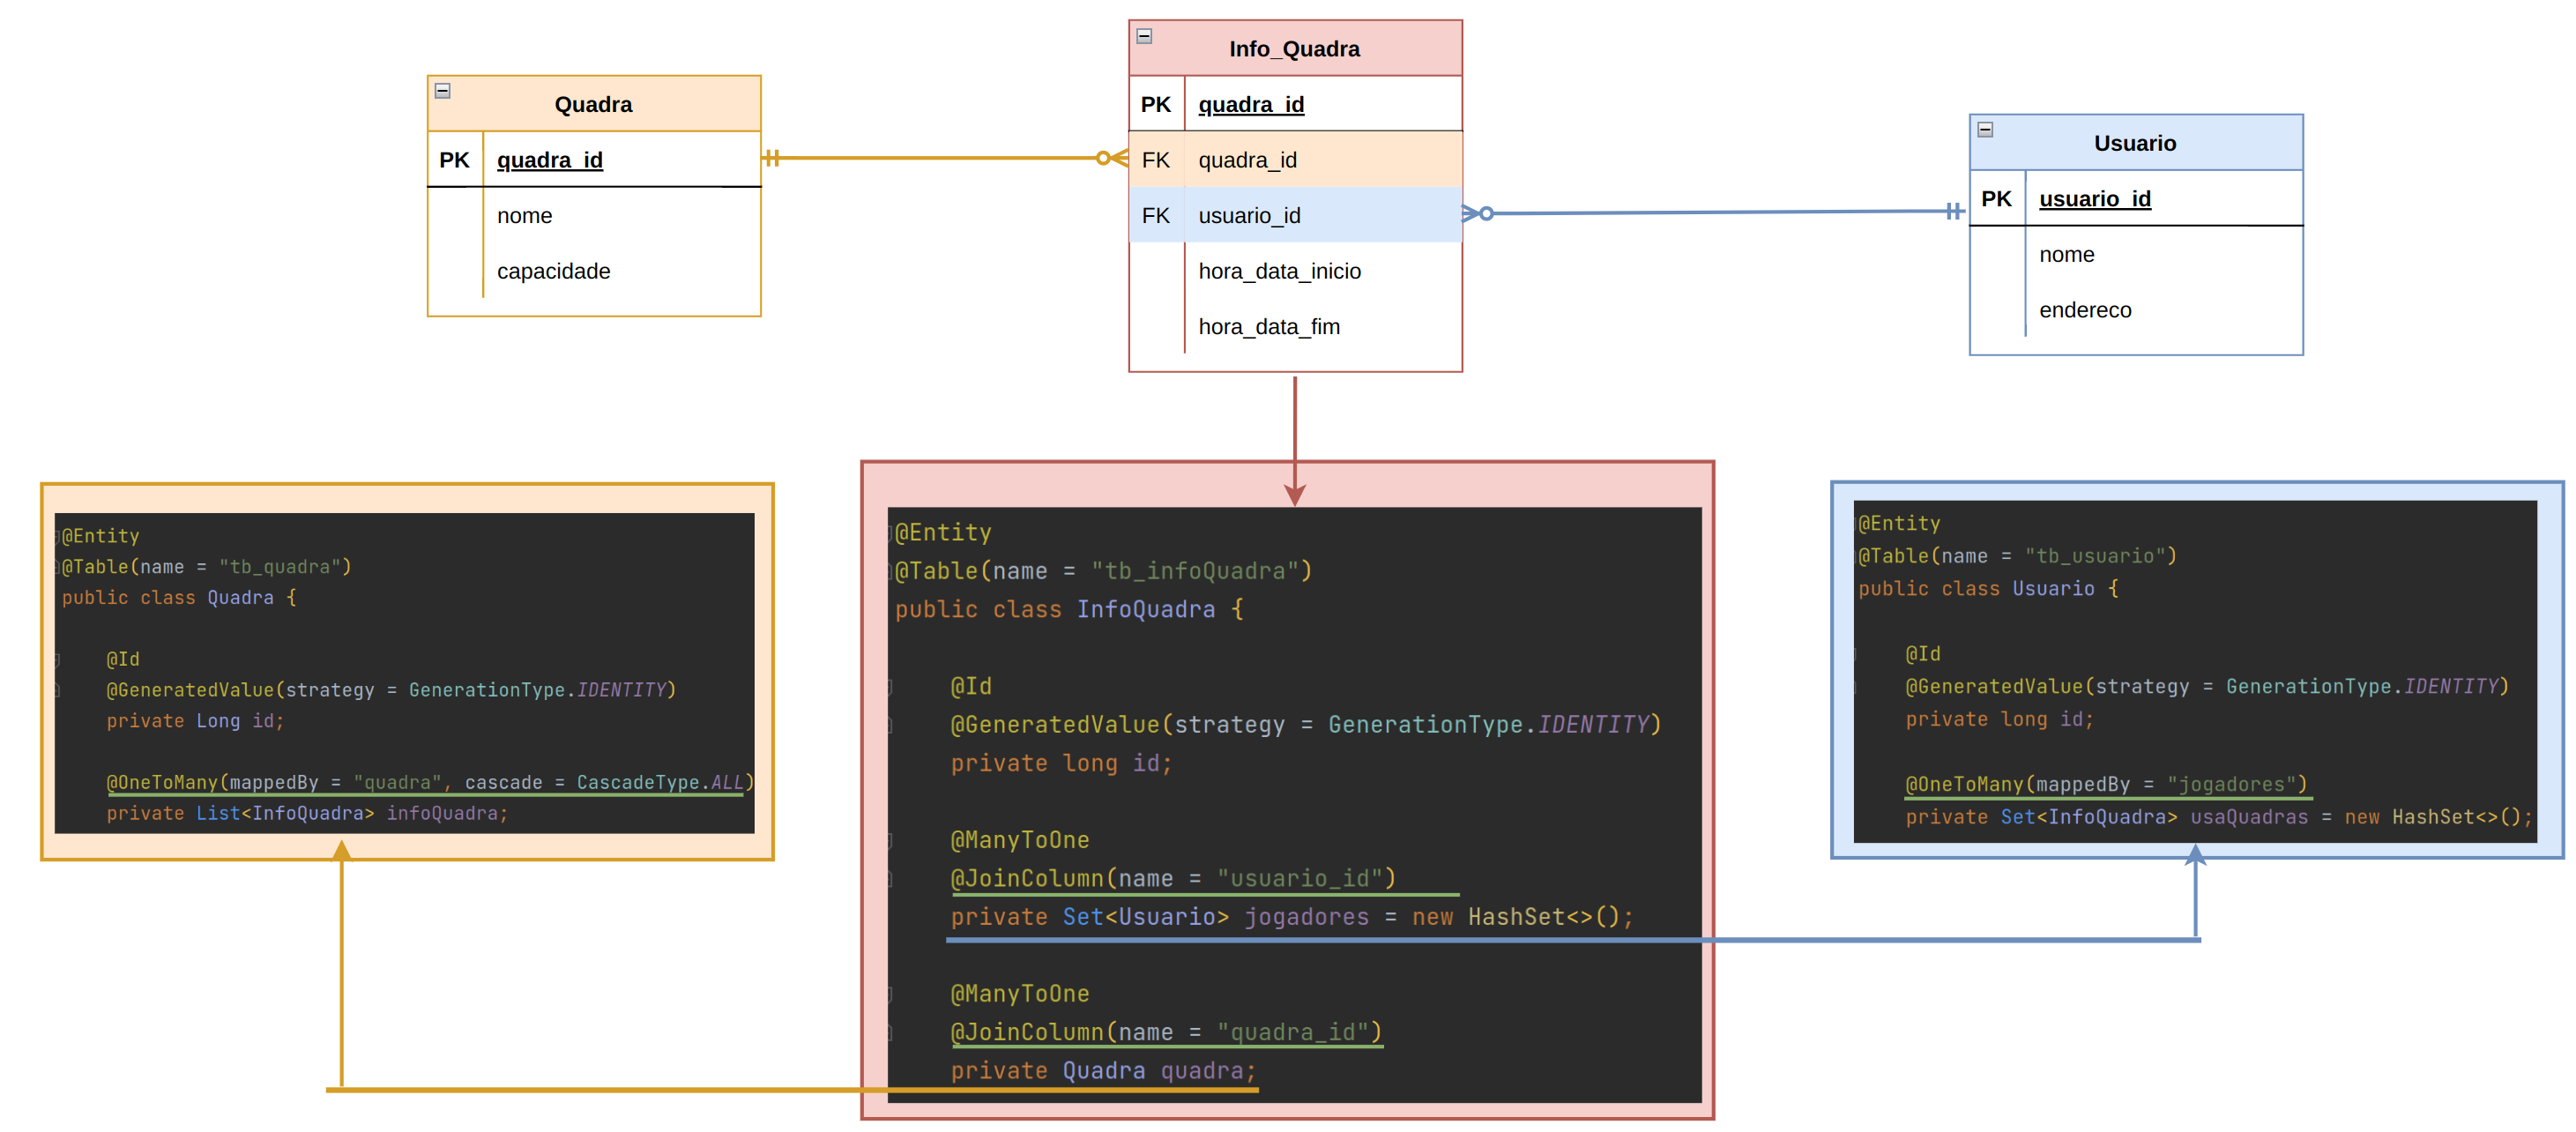 Quadra
PK quadra_id
nome
capacidade
Info_Quadra
PK quadra_id
FK quadra_id
FK usuario_id
hora_data_inicio
hora_data_fim
Usuario
PK usuario_id
nome
endereco
@Entity
@Table(name = "tb_quadra")
public class Quadra {
@Id
@GeneratedValue(strategy = GenerationType.IDENTITY)
private Long id;
@OneToMany(mappedBy = "quadra", cascade = CascadeType.ALL)
private List<InfoQuadra> infoQuadra;
@Entity
@Table(name = "tb_infoQuadra")
public class InfoQuadra {
@Id
@GeneratedValue(strategy = GenerationType.IDENTITY)
private long id;
@ManyToOne
@JoinColumn(name = "usuario_id")
private Set<Usuario> jogadores = new HashSet<>();
@ManyToOne
@JoinColumn(name = "quadra_id")
private Quadra quadra;
@Entity
@Table(name = "tb_usuario")
public class Usuario {
@Id
@GeneratedValue(strategy = GenerationType.IDENTITY)
private long id;
@OneToMany(mappedBy = "jogadores")
private Set<InfoQuadra> usaQuadras = new HashSet<>();